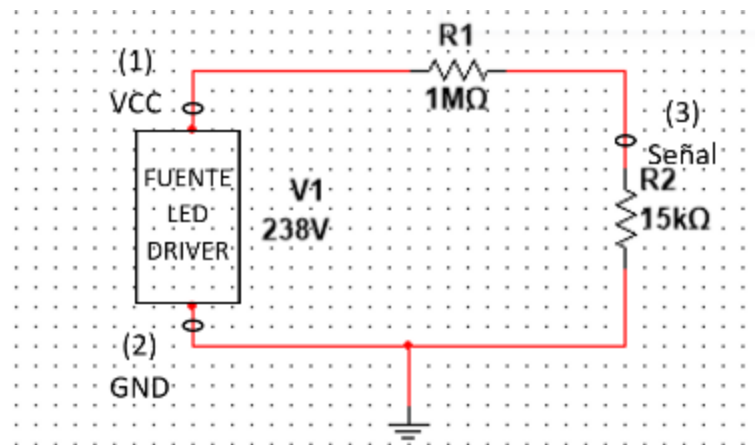 R1
1MΩ
(1)
VCC
FUENTE
LED
DRIVER
V1
238V
(3)
Señal
R2
15kΩ
(2)
GND